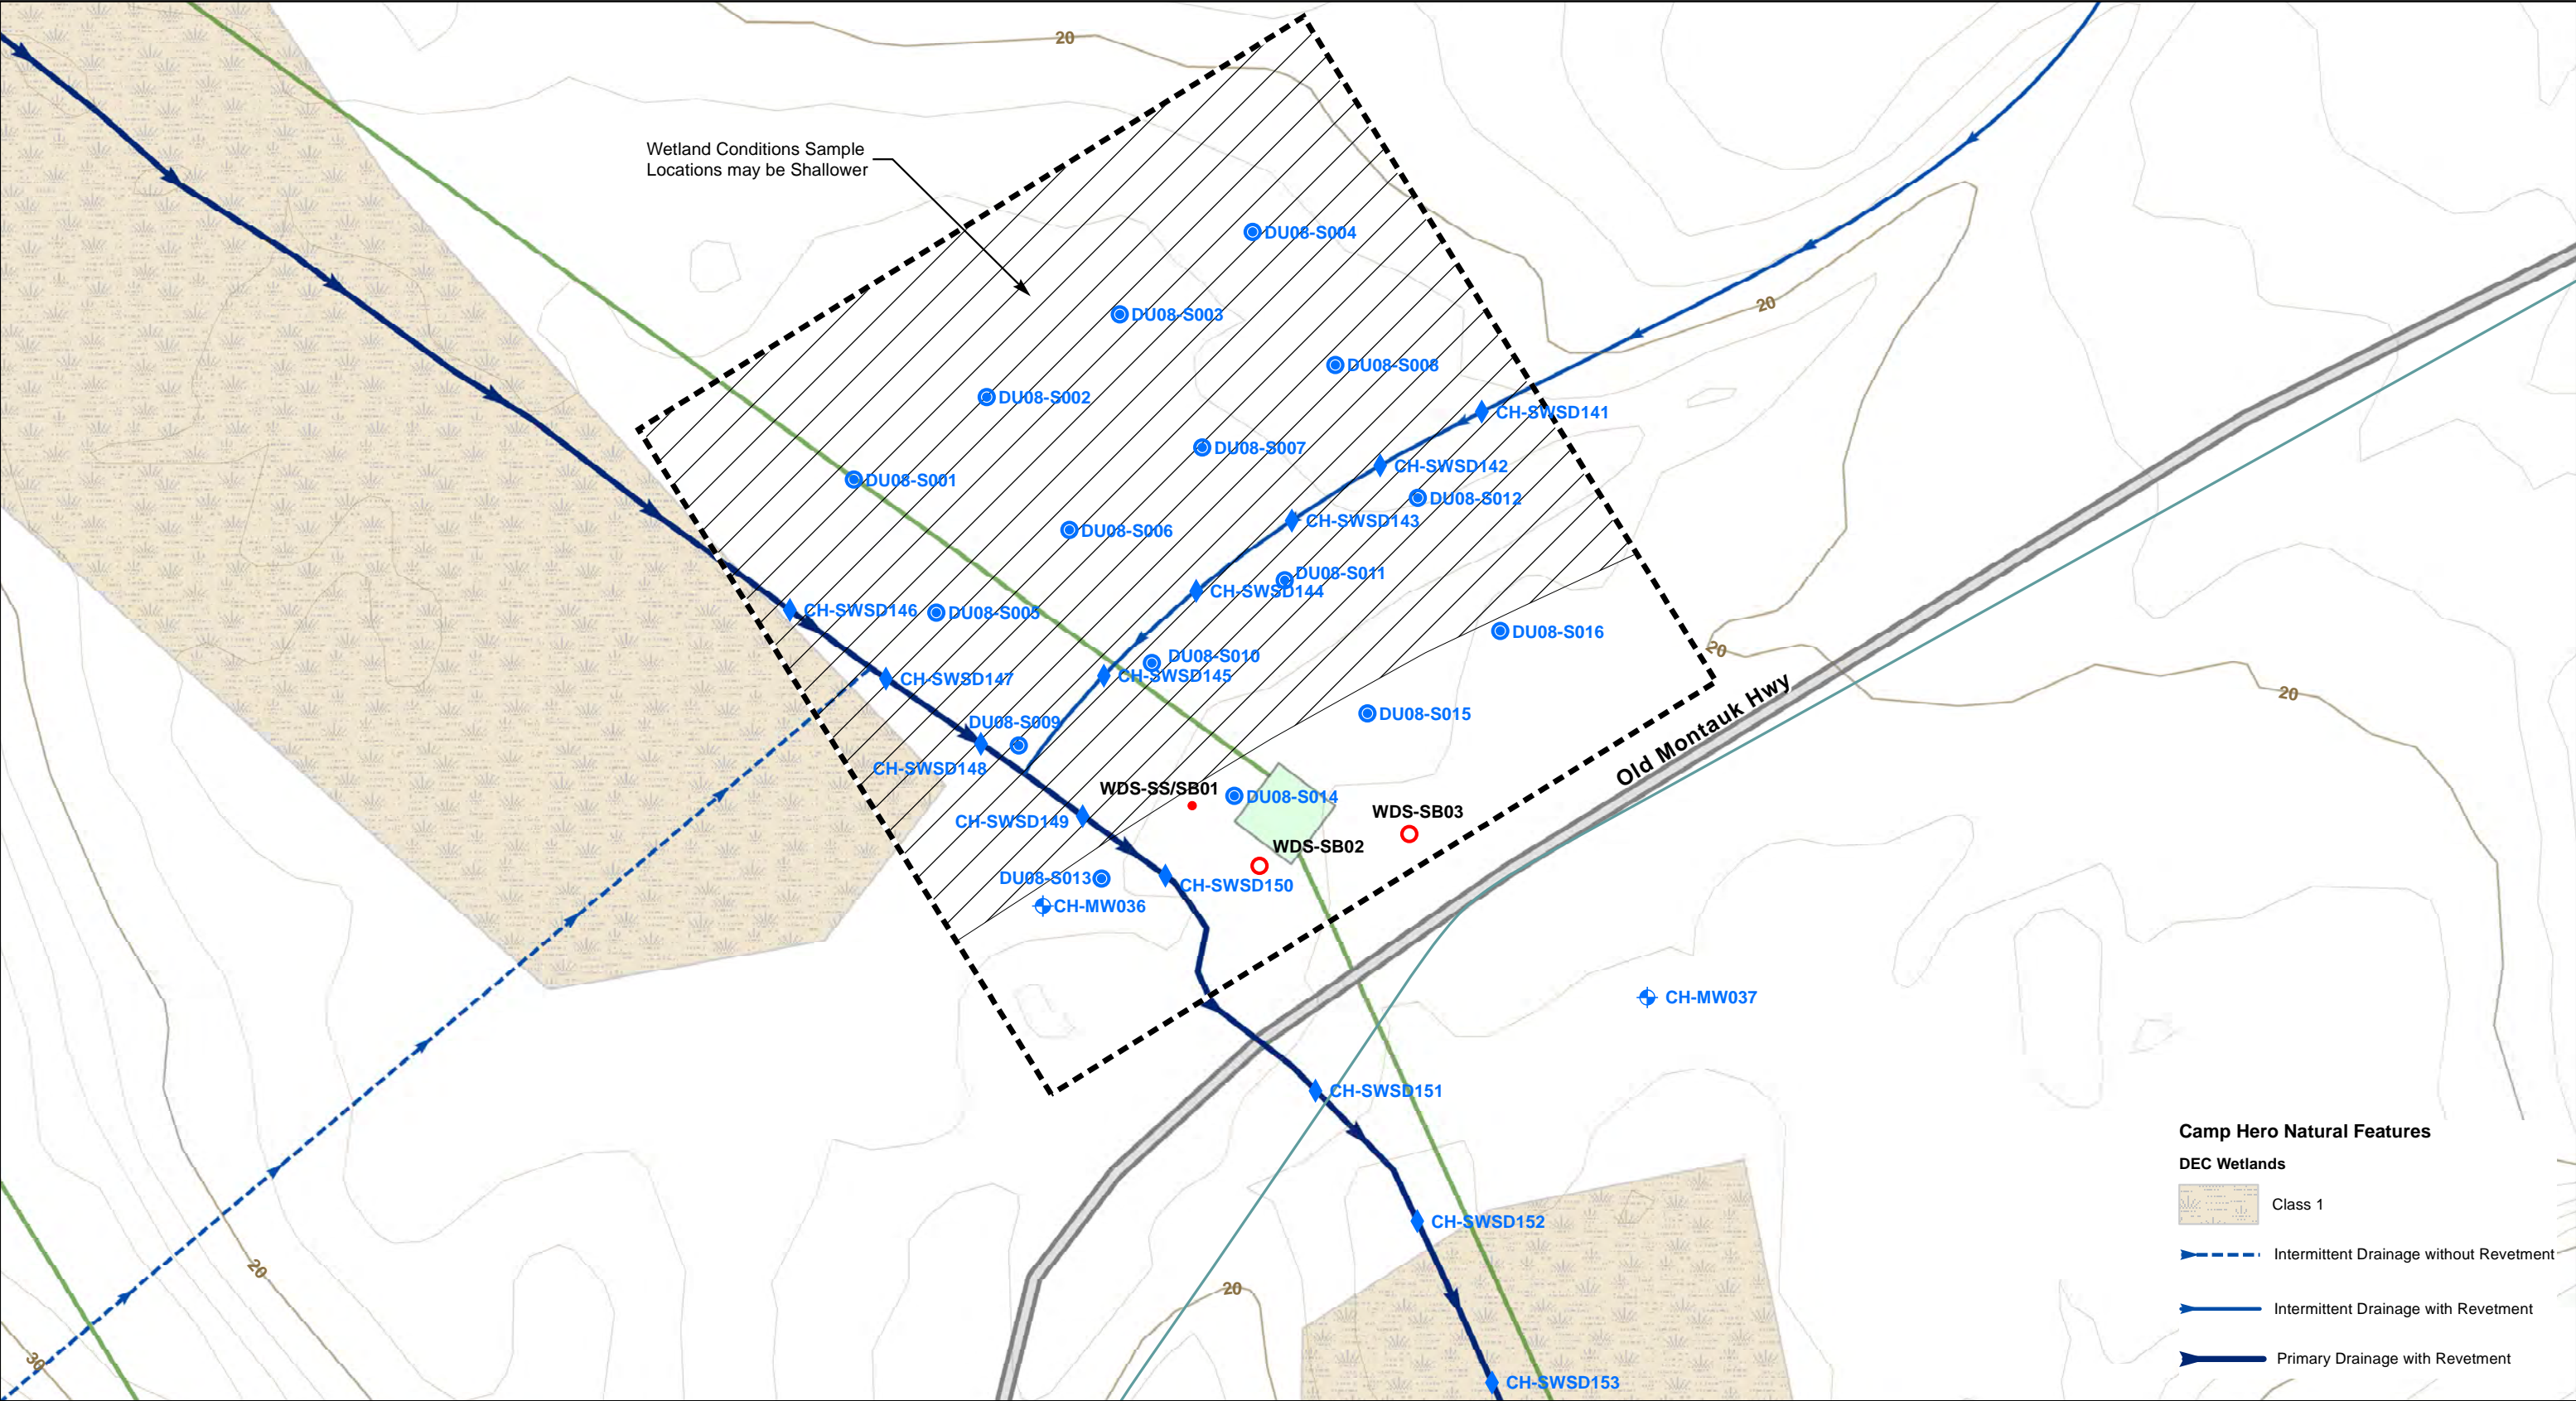 20
Wetland Conditions Sample
Locations may be Shallower
DU08-S004
DU08-S003
20
DU08-S008
DU08-S002
CH-SWSD141
DU08-S007
CH-SWSD142
DU08-S001
DU08-S012
CH-SWSD143
DU08-S006
DU08-S011
CH-SWSD144
CH-SWSD146
DU08-S005
DU08-S016
20
DU08-S010
CH-SWSD145
CH-SWSD147
20
DU08-S015
DU08-S009
Old Montauk Hwy
CH-SWSD148
WDS-SS/SB01
DU08-S014
WDS-SB03
CH-SWSD149
WDS-SB02
DU08-S013
CH-SWSD150
CH-MW036
CH-MW037
CH-SWSD151
CH-SWSD152
20
20
30
CH-SWSD153
Camp Hero Natural Features
DEC Wetlands
Class 1
Intermittent Drainage without Revetment
Intermittent Drainage with Revetment
Primary Drainage with Revetment